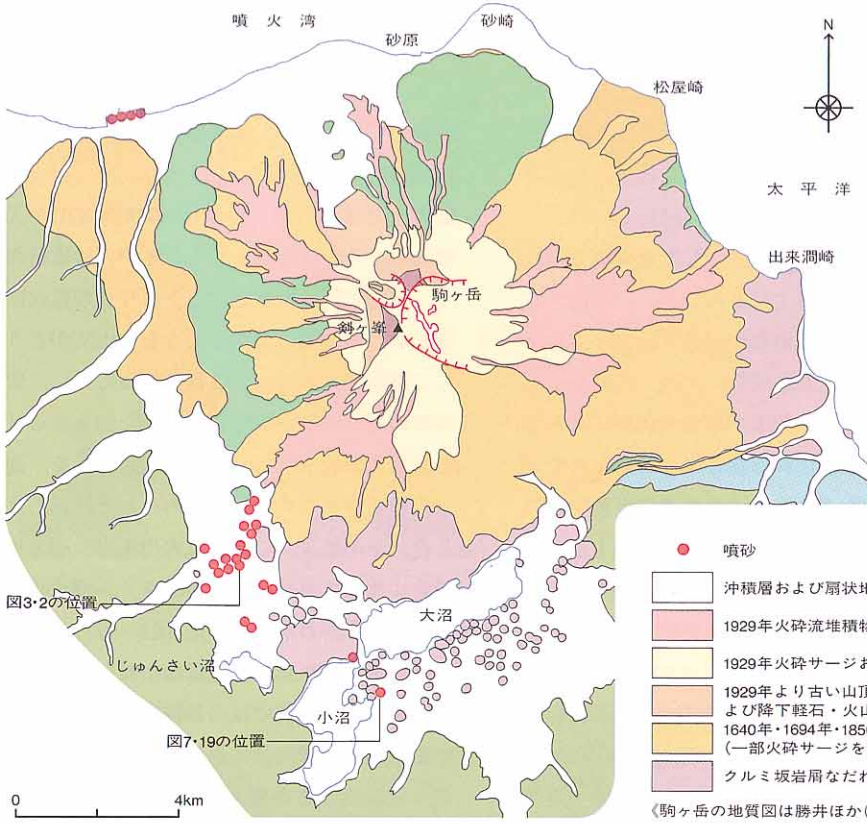 噴火湾
砂崎
砂原
N
松屋崎
太平洋
出来澗崎
駒ヶ岳
剣ヶ峯
図3・2の位置
大沼
じゅんさい沼
小沼
図7・19の位置
0 4km
噴砂
沖積層および扇状地
1929年火砕流堆積物
1929年火砕サージお
1929年より古い山頂
よび降下軽石・火山
1640年・1694年・185
(一部火砕サージを
クルミ坂岩屑なだれ
《駒ヶ岳の地質図は勝井ほか